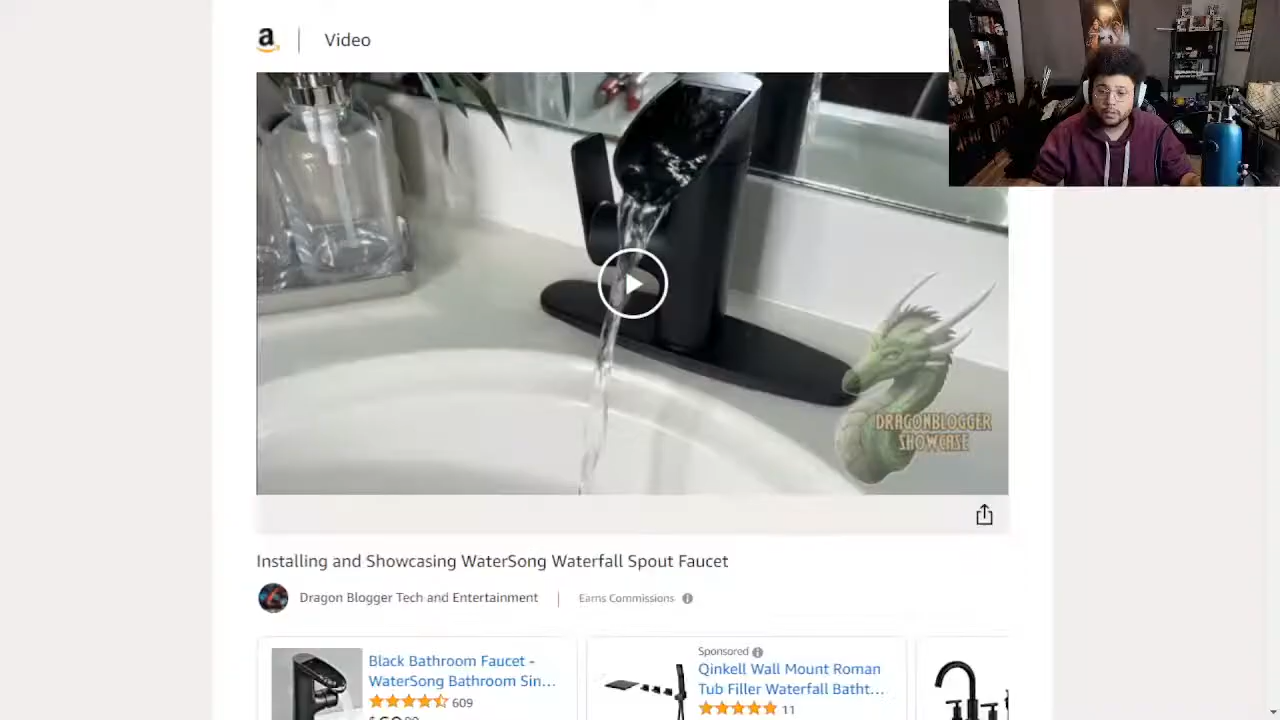 a
Video
DRAGONBLOGGER
SHOWCASE
Installing and Showcasing WaterSong Waterfall Spout Faucet
Dragon Blogger Tech and Entertainment
Earns Commissions
Black Bathroom Faucet -
WaterSong Bathroom Sin...
609
Sponsored
Qinkell Wall Mount Roman
Tub Filler Waterfall Batht...
11